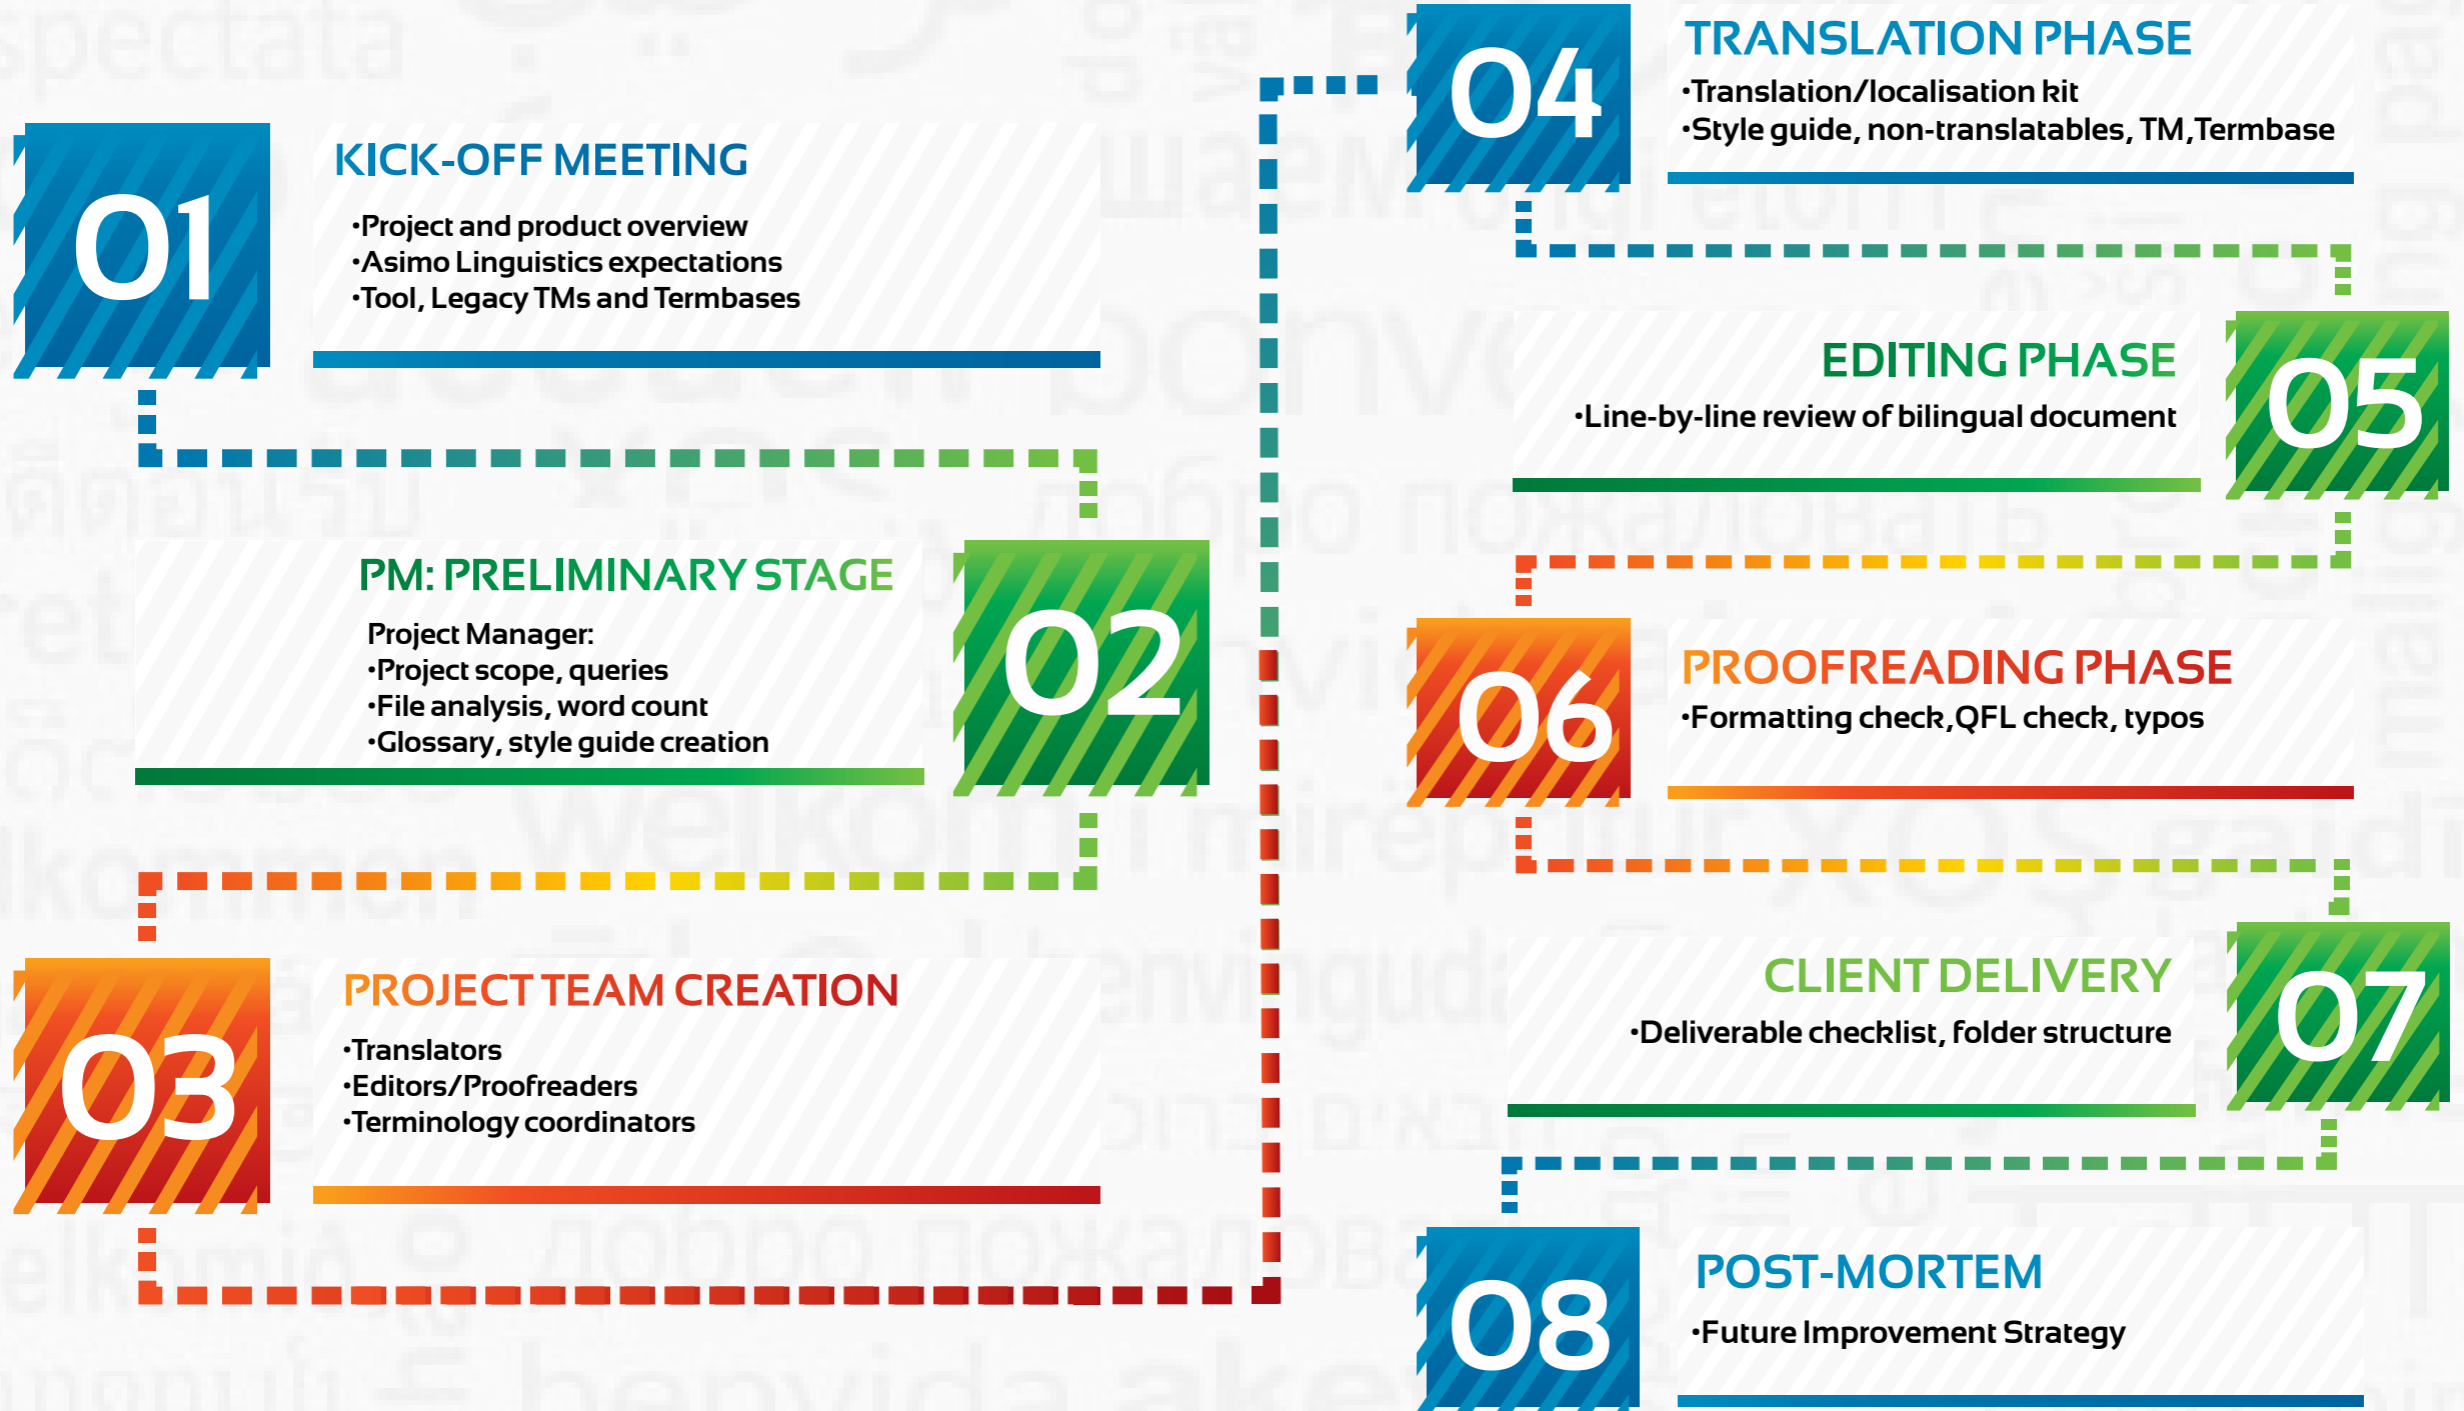 01
KICK-OFF MEETING
•Project and product overview
•Asimo Linguistics expectations
•Tool, Legacy TMs and Termbases
02
PM: PRELIMINARY STAGE
Project Manager:
•Project scope, queries
•File analysis, word count
•Glossary, style guide creation
03
PROJECT TEAM CREATION
•Translators
•Editors/Proofreaders
•Terminology coordinators
04
TRANSLATION PHASE
•Translation/localisation kit
•Style guide, non-translatables, TM,Termbase
05
EDITING PHASE
•Line-by-line review of bilingual document
06
PROOFREADING PHASE
•Formatting check,QFL check, typos
07
CLIENT DELIVERY
•Deliverable checklist, folder structure
08
POST-MORTEM
•Future Improvement Strategy